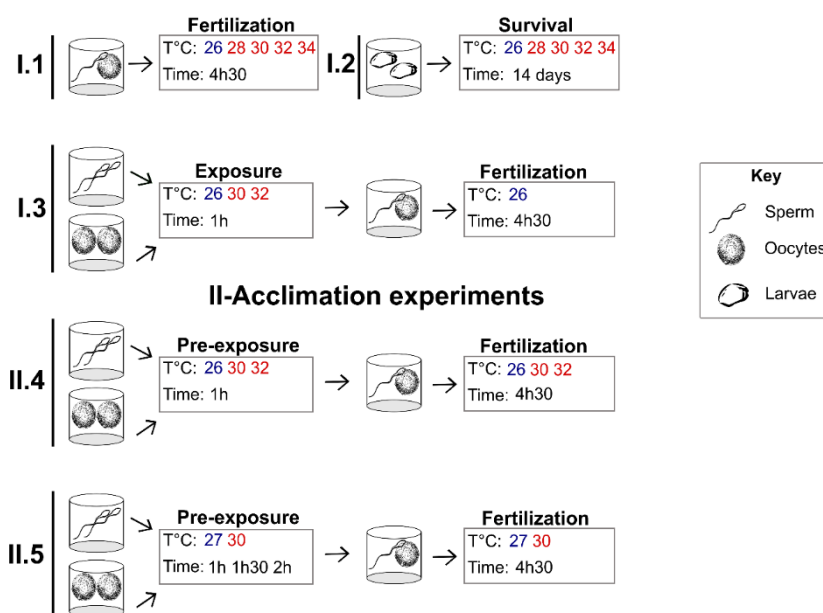 Fertilization
I.1
T°C: 26 28 30 32 34
Time: 4h30
Survival
I.2
T°C: 26 28 30 32 34
Time: 14 days
I.3
Exposure
T°C: 26 30 32
Time: 1h
Fertilization
T°C: 26
Time: 4h30
Key
Sperm
Oocytes
Larvae
II-Acclimation experiments
II.4
Pre-exposure
T°C: 26 30 32
Time: 1h
Fertilization
T°C: 26 30 32
Time: 4h30
II.5
Pre-exposure
T°C: 27 30
Time: 1h 1h30 2h
Fertilization
T°C: 27 30
Time: 4h30